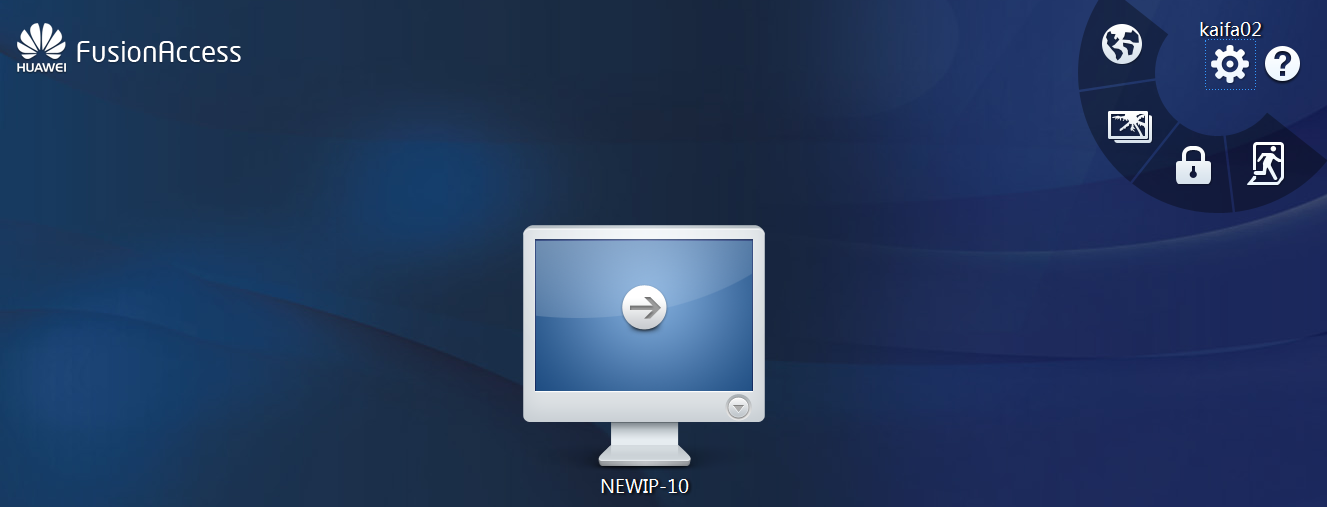 HUAWEI
FusionAccess
kaifa02
?
NEWIP-10